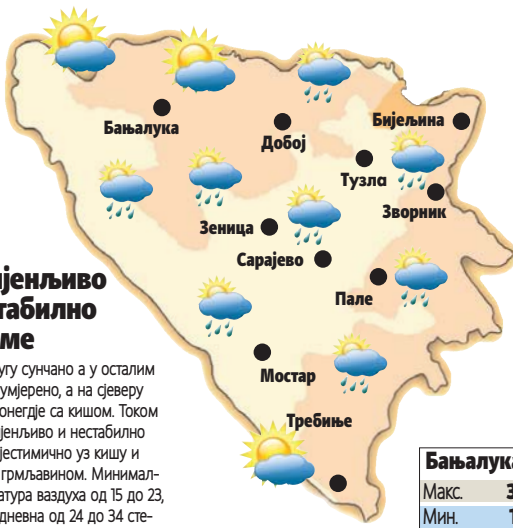 Бањалука
Добој
Бијељина
Тузла
Зворник
Зеница
Сарајево
Пале
Мостар
Требиње
јенљиво
табилно
ме
угу сунчано а у осталим
умјерено, а на сјеверу
онегдје са кишом. Током
јенљиво и нестабилно
јестимично уз кишу и
грмљавином. Минимал-
атура ваздуха од 15 до 23,
дневна од 24 до 34 сте-
Бањалука
Макс.
Мин.